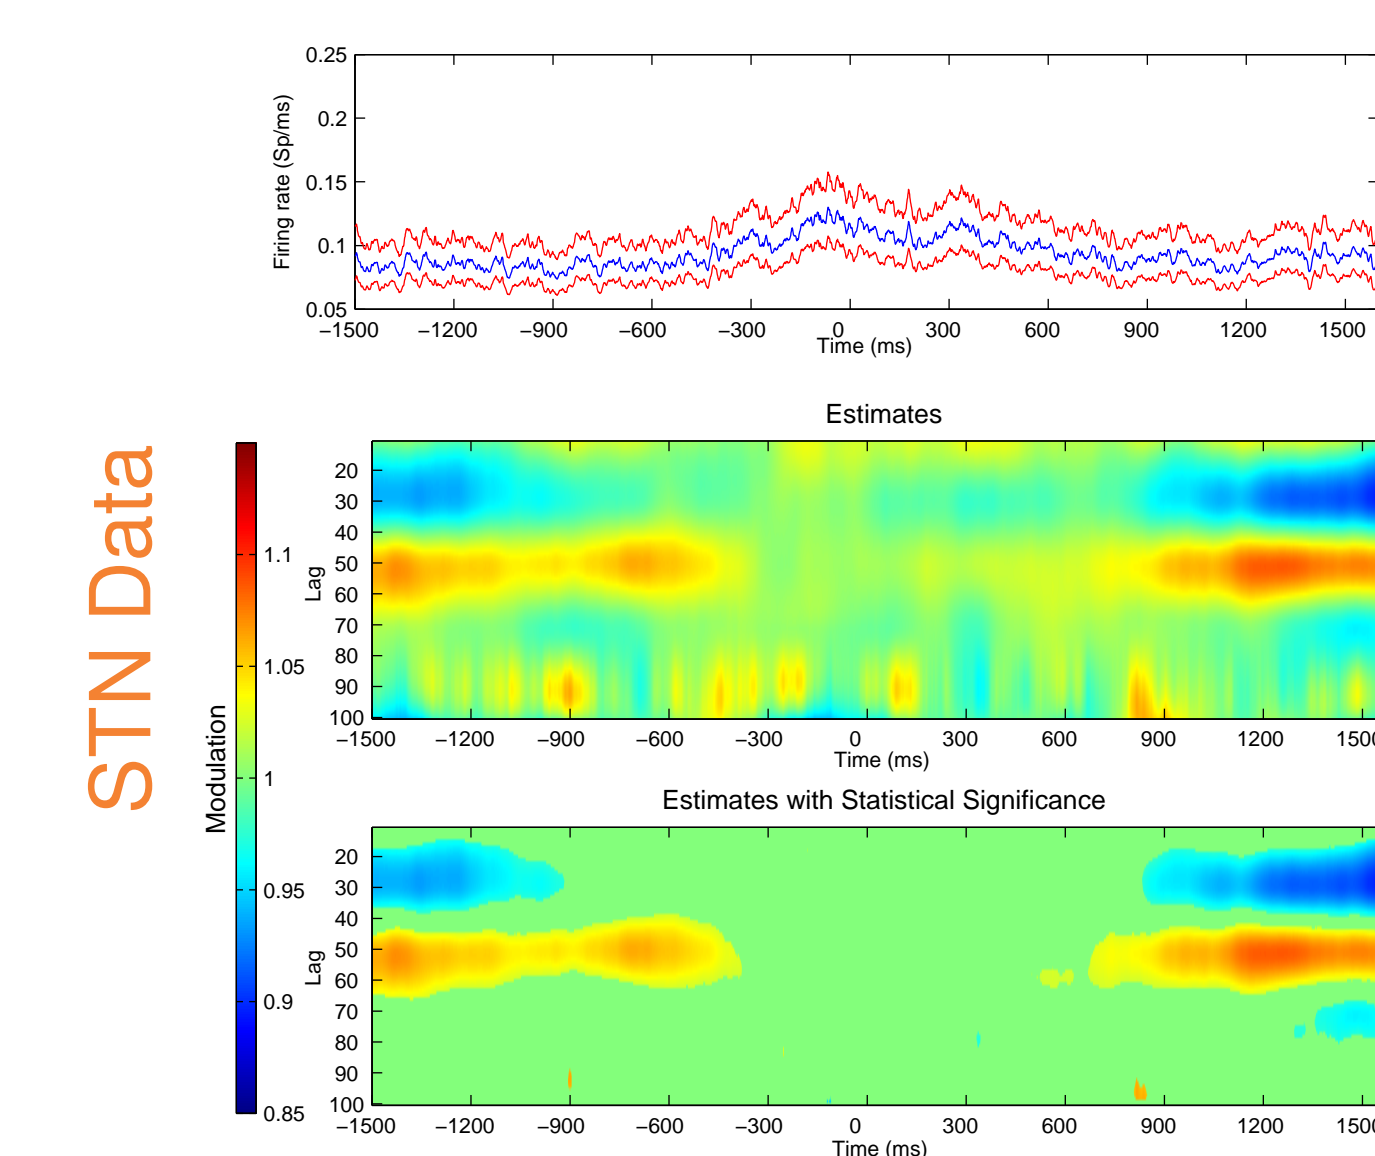 0.25
0.2
0.15
0.1
0.05
Firing rate (Sp/ms)
−1500 −1200 −900 −600 −300 0 300 600 900 1200 1500
Time (ms)
STN Data
Modulation
1.1
1.05
1
0.95
0.9
0.85
Estimates
Lag
20
30
40
50
60
70
80
90
100
−1500 −1200 −900 −600 −300 0 300 600 900 1200 1500
Time (ms)
Estimates with Statistical Significance
Lag
20
30
40
50
60
70
80
90
100
−1500 −1200 −900 −600 −300 0 300 600 900 1200 1500
Time (ms)